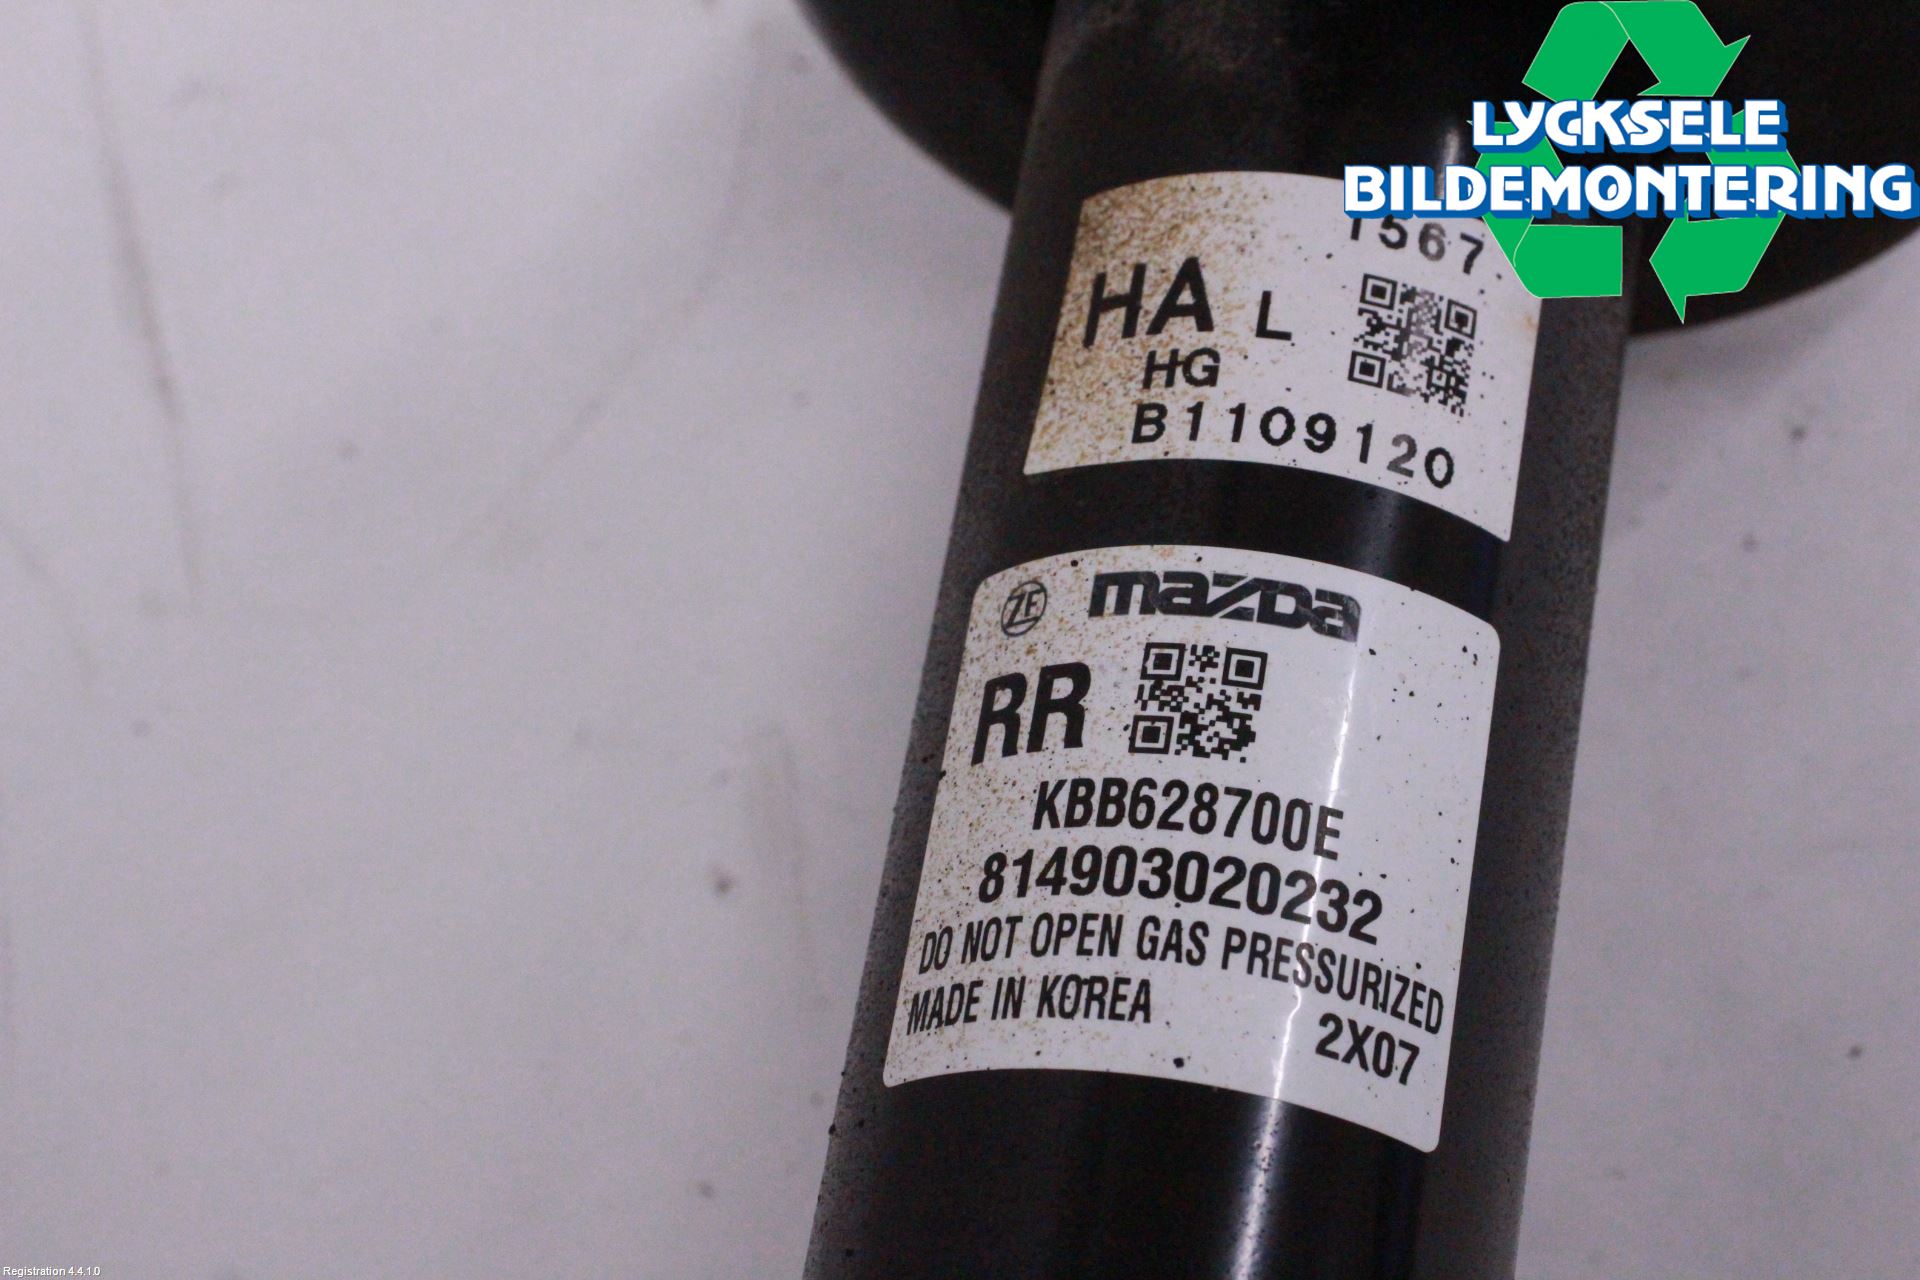 LYCKSELE
BILDEMONTERING
1567
HA L
HG
B1109120
ZF mazda
RR
KBB628700E
814903020232
DO NOT OPEN GAS PRESSURIZED
MADE IN KOREA 2X07
Registration 4.4.1.0